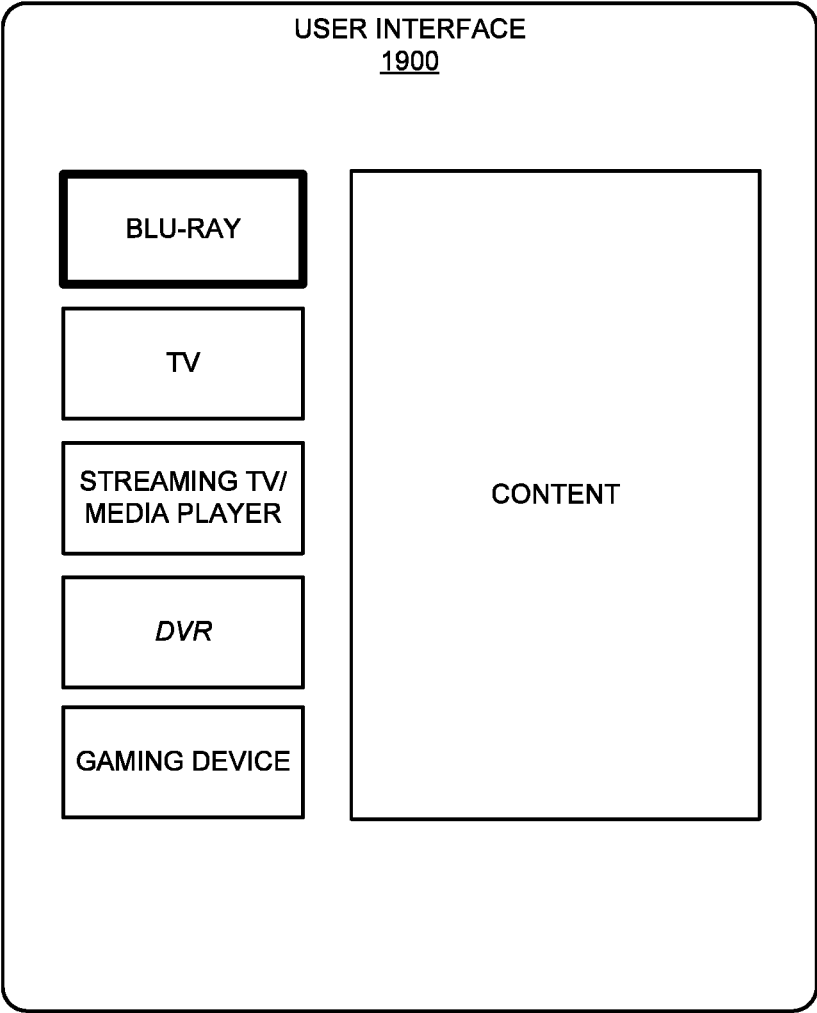 USER INTERFACE
1900
BLU-RAY
TV
STREAMING TV/
MEDIA PLAYER
DVR
GAMING DEVICE
CONTENT